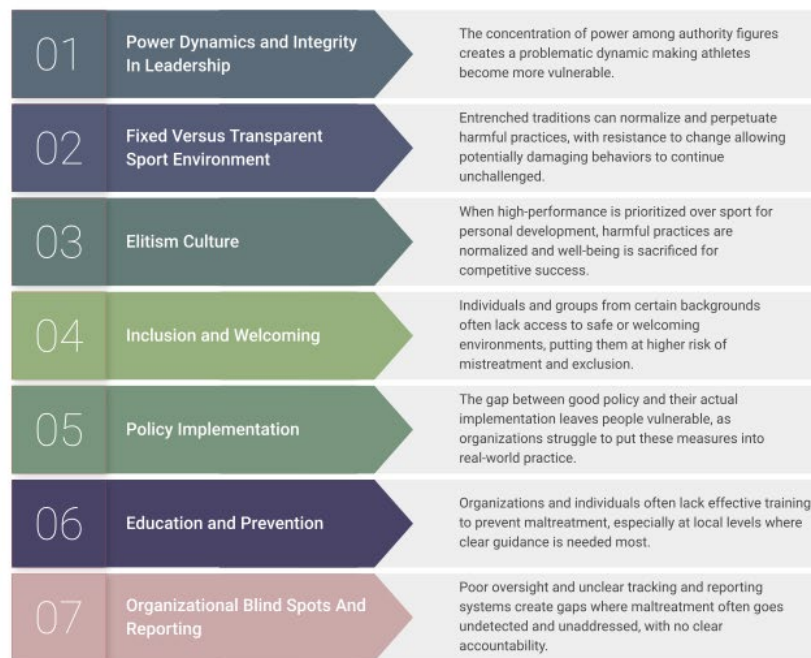 01
Power Dynamics and Integrity
In Leadership
The concentration of power among authority figures
creates a problematic dynamic making athletes
become more vulnerable.
02
Fixed Versus Transparent
Sport Environment
Entrenched traditions can normalize and perpetuate
harmful practices, with resistance to change allowing
potentially damaging behaviors to continue
unchallenged.
03
Elitism Culture
When high-performance is prioritized over sport for
personal development, harmful practices are
normalized and well-being is sacrificed for
competitive success.
04
Inclusion and Welcoming
Individuals and groups from certain backgrounds
often lack access to safe or welcoming
environments, putting them at higher risk of
mistreatment and exclusion.
05
Policy Implementation
The gap between good policy and their actual
implementation leaves people vulnerable, as
organizations struggle to put these measures into
real-world practice.
06
Education and Prevention
Organizations and individuals often lack effective training
to prevent maltreatment, especially at local levels where
clear guidance is needed most.
07
Organizational Blind Spots And
Reporting
Poor oversight and unclear tracking and reporting
systems create gaps where maltreatment often goes
undetected and unaddressed, with no clear
accountability.